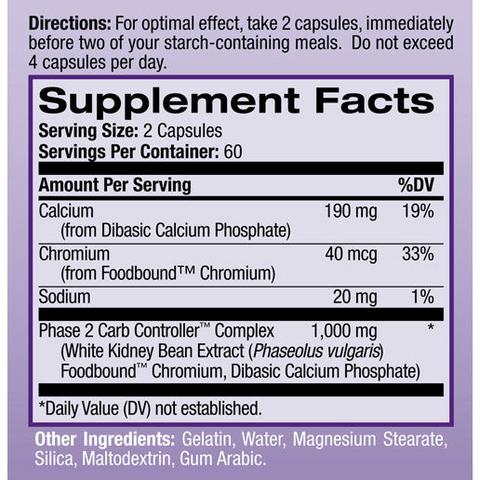 Directions: For optimal effect, take 2 capsules, immediately
before two of your starch-containing meals. Do not exceed
4 capsules per day.
Supplement Facts
Serving Size: 2 Capsules
Servings Per Container: 60
Amount Per Serving %DV
Calcium 190 mg 19%
(from Dibasic Calcium Phosphate)
Chromium 40 mcg 33%
(from Foodbound™ Chromium)
Sodium 20 mg 1%
Phase 2 Carb Controller™ Complex 1,000 mg *
(White Kidney Bean Extract (Phaseolus vulgaris)
Foodbound™ Chromium, Dibasic Calcium Phosphate)
*Daily Value (DV) not established.
Other Ingredients: Gelatin, Water, Magnesium Stearate,
Silica, Maltodextrin, Gum Arabic.